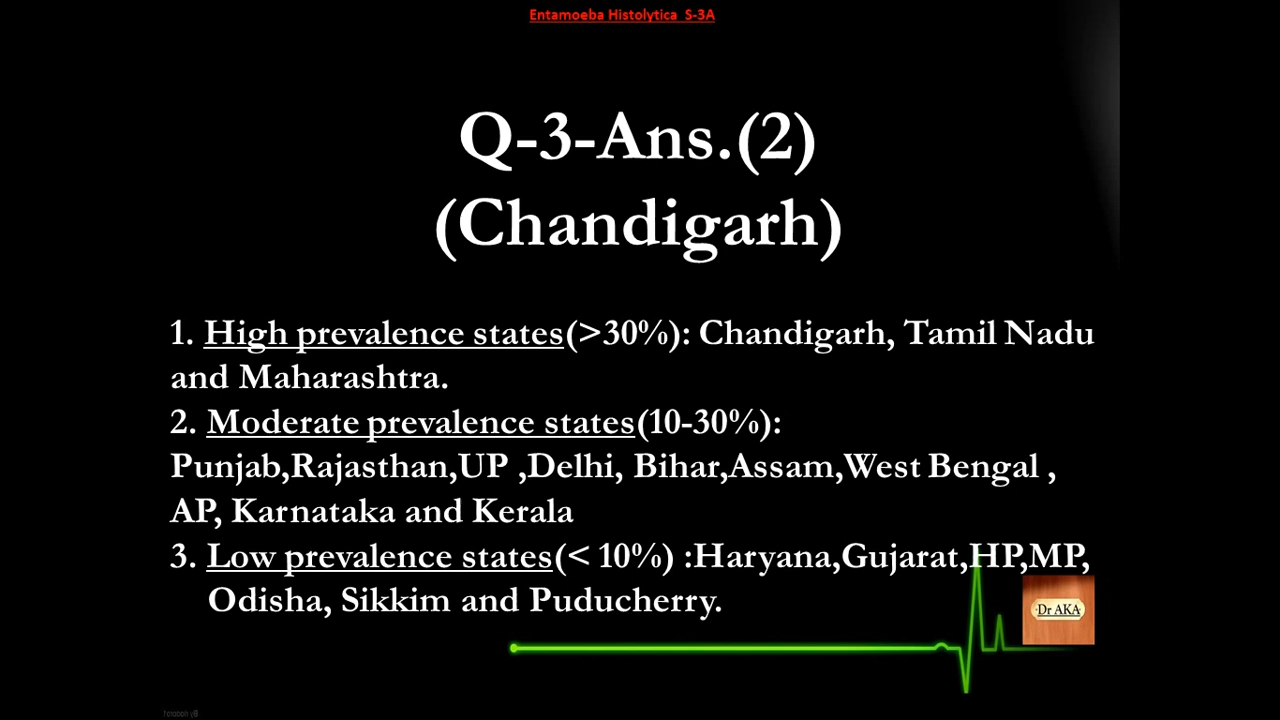 Entamoeba Histolytica S-3A
Q-3-Ans.(2)
(Chandigarh)
1. High prevalence states(>30%): Chandigarh, Tamil Nadu
and Maharashtra.
2. Moderate prevalence states(10-30%):
Punjab,Rajasthan,UP ,Delhi, Bihar,Assam,West Bengal ,
AP, Karnataka and Kerala
3. Low prevalence states(< 10%) :Haryana,Gujarat,HP,MP,
Odisha, Sikkim and Puducherry.
Dr AKA